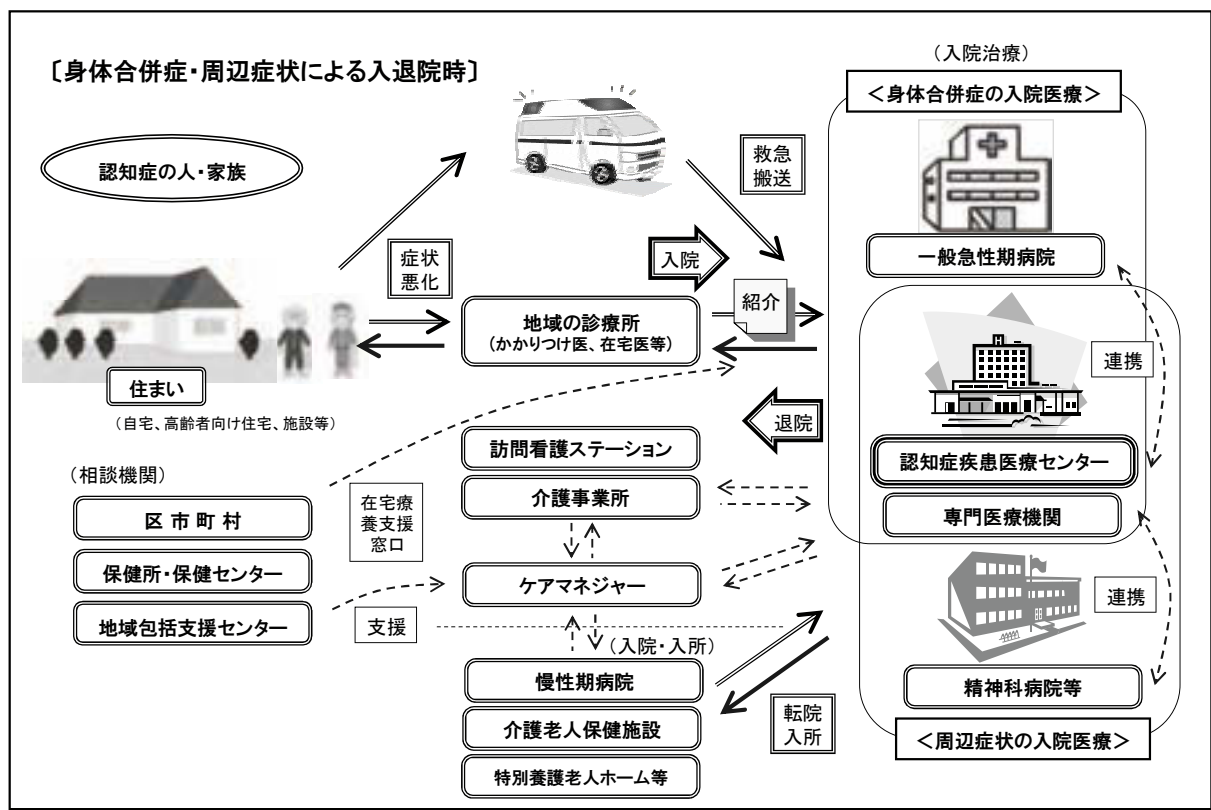 〔身体合併症・周辺症状による入退院時〕
認知症の人・家族
住まい
(自宅、高齢者向け住宅、施設等)
(相談機関)
区 市 町 村
保健所・保健センター
地域包括支援センター
症状
悪化
救急
搬送
入院
紹介
地域の診療所
(かかりつけ医、在宅医等)
退院
訪問看護ステーション
介護事業所
在宅療
養支援
窓口
ケアマネジャー
支援
(入院・入所)
慢性期病院
介護老人保健施設
特別養護老人ホーム等
転院
入所
(入院治療)
＜身体合併症の入院医療＞
一般急性期病院
連携
認知症疾患医療センター
専門医療機関
連携
精神科病院等
＜周辺症状の入院医療＞